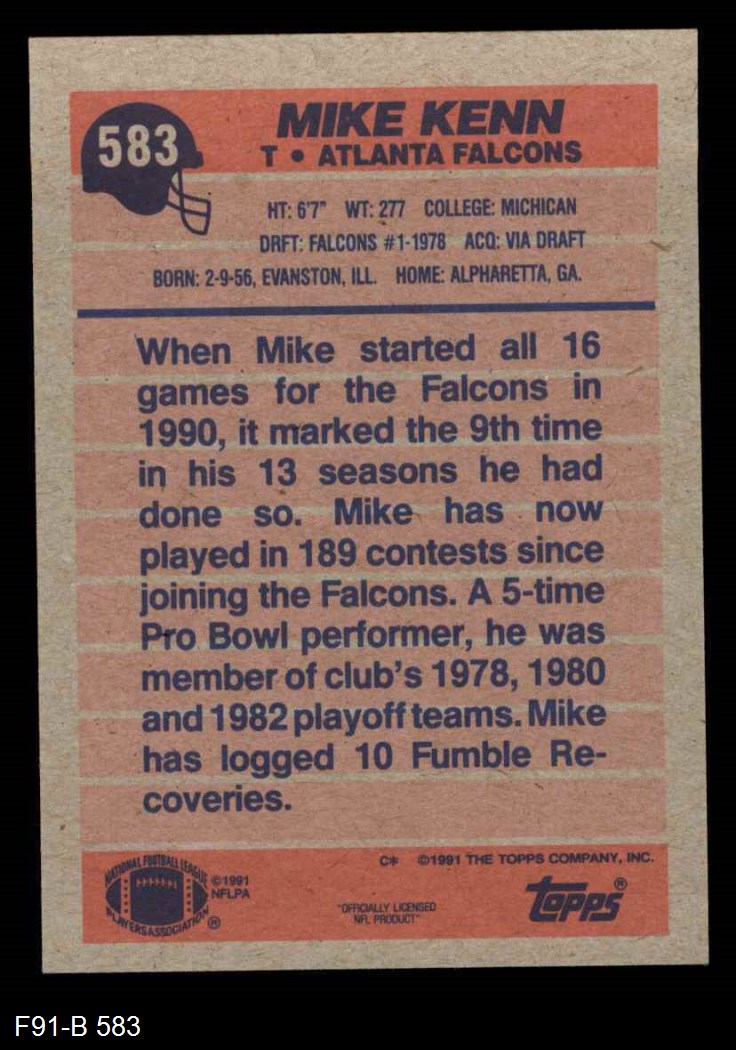 583
MIKE KENN
T • ATLANTA FALCONS
HT: 6'7" WT: 277 COLLEGE: MICHICAN
DRFT: FALCONS #1-1978 ACQ: VIA DRAFT
BORN: 2-9-56, EVANSTON, ILL. HOME: ALPHARETTA, GA.
When Mike started all 16
games for the Falcons in
1990, it marked the 9th time
in his 13 seasons he had
done so. Mike has now
played in 189 contests since
joining the Falcons. A 5-time
Pro Bowl performer, he was
member of club's 1978, 1980
and 1982 playoff teams. Mike
has logged 10 Fumble Re-
coveries.
C* ©1991 THE TOPPS COMPANY, INC.
NATIONAL FOOTBALL LEAGUE
PLAYERS ASSOCIATION ®
©1991
NFLPA
"OFFICIALLY LICENSED
NFL PRODUCT"
Topps®
F91-B 583